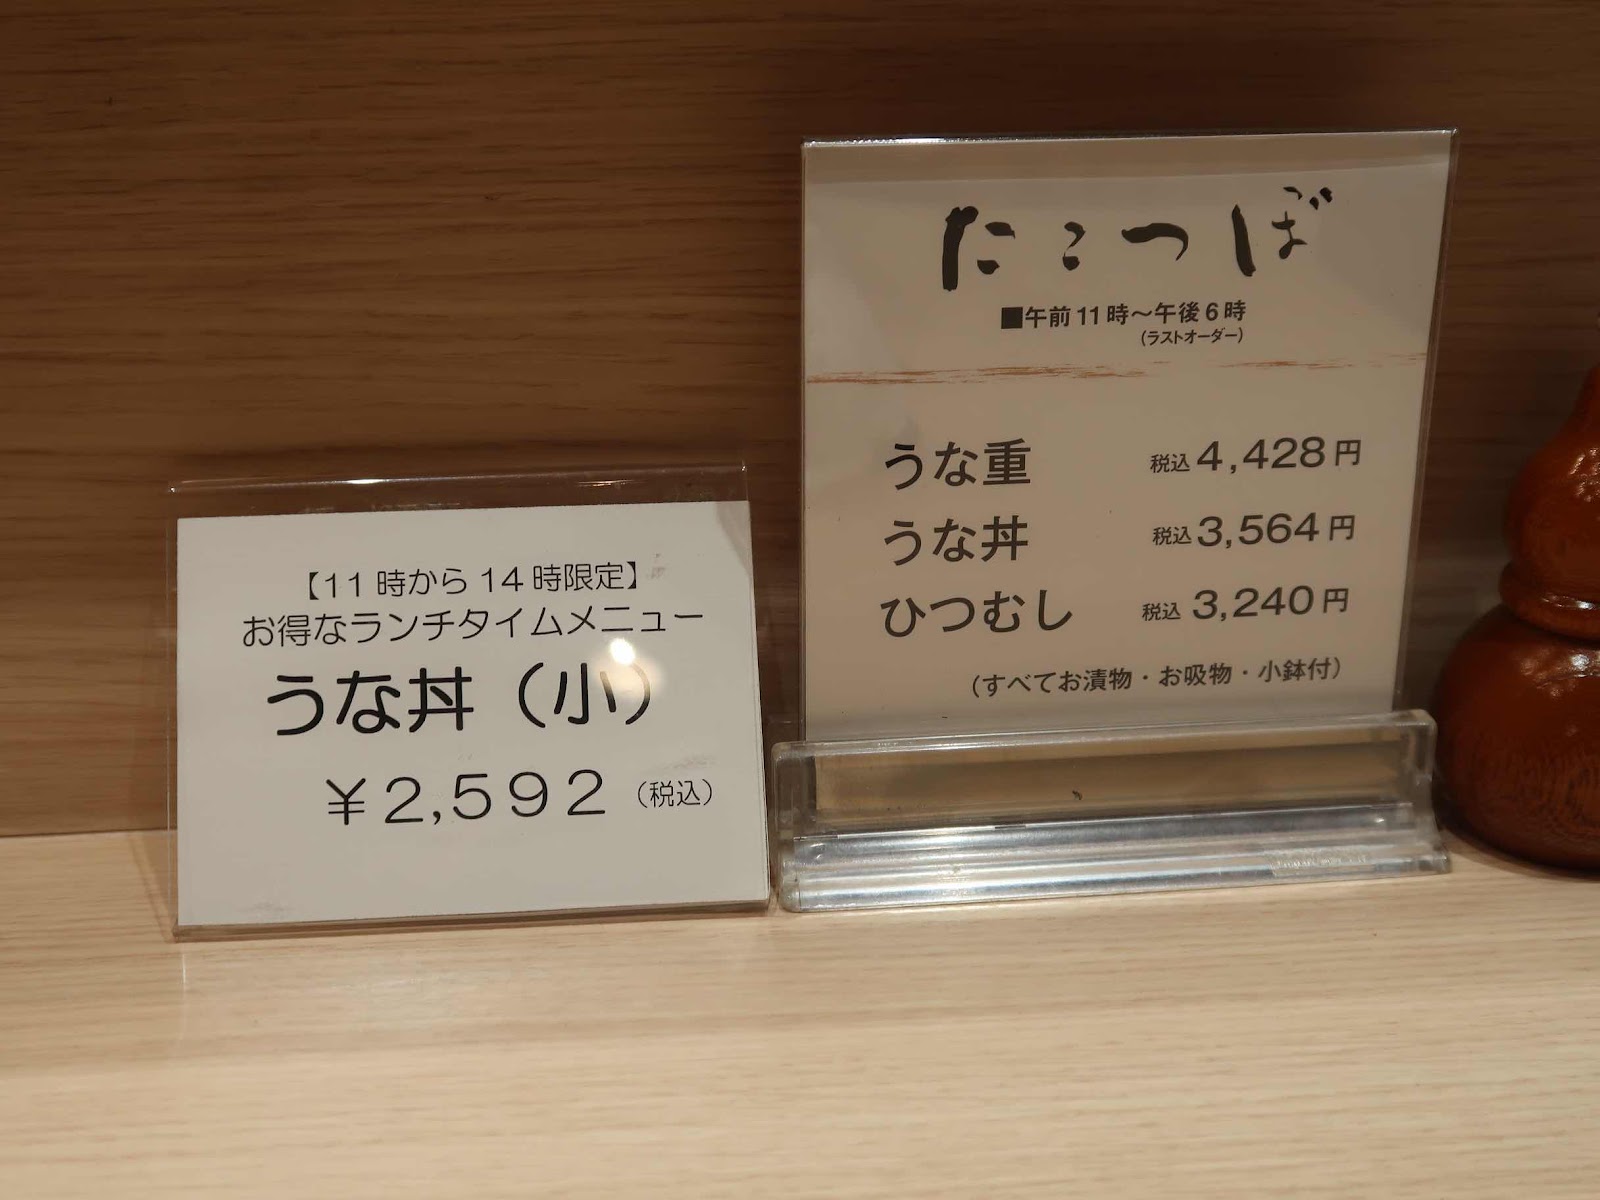 【11時から14時限定】
お得なランチタイムメニュー
うな丼（小）
￥2,592（税込）
たこつぼ
■午前11時～午後6時
(ラストオーダー)
うな重 税込4,428円
うな丼 税込3,564円
ひつむし 税込3,240円
(すべてお漬物・お吸物・小鉢付)